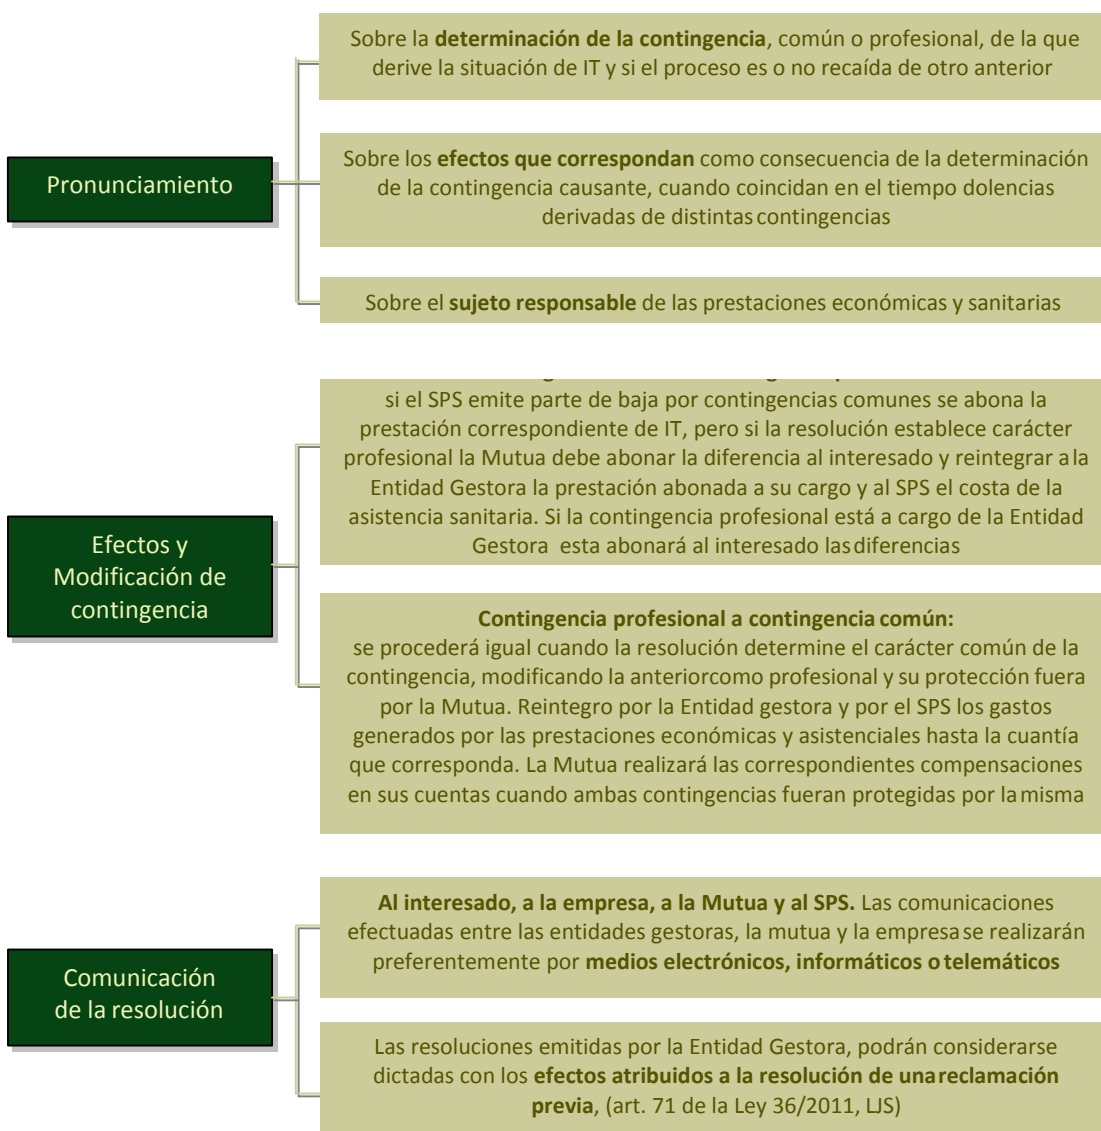 Pronunciamiento
Sobre la determinación de la contingencia, común o profesional, de la que
derive la situación de IT y si el proceso es o no recaída de otro anterior
Sobre los efectos que correspondan como consecuencia de la determinación
de la contingencia causante, cuando coincidan en el tiempo dolencias
derivadas de distintas contingencias
Sobre el sujeto responsable de las prestaciones económicas y sanitarias
Efectos y
Modificación de
contingencia
si el SPS emite parte de baja por contingencias comunes se abona la
prestación correspondiente de IT, pero si la resolución establece carácter
profesional la Mutua debe abonar la diferencia al interesado y reintegrar a la
Entidad Gestora la prestación abonada a su cargo y al SPS el costa de la
asistencia sanitaria. Si la contingencia profesional está a cargo de la Entidad
Gestora esta abonará al interesado las diferencias
Contingencia profesional a contingencia común:
se procederá igual cuando la resolución determine el carácter común de la
contingencia, modificando la anteriorcomo profesional y su protección fuera
por la Mutua. Reintegro por la Entidad gestora y por el SPS los gastos
generados por las prestaciones económicas y asistenciales hasta la cuantía
que corresponda. La Mutua realizará las correspondientes compensaciones
en sus cuentas cuando ambas contingencias fueran protegidas por la misma
Comunicación
de la resolución
Al interesado, a la empresa, a la Mutua y al SPS. Las comunicaciones
efectuadas entre las entidades gestoras, la mutua y la empresa se realizarán
preferentemente por medios electrónicos, informáticos o telemáticos
Las resoluciones emitidas por la Entidad Gestora, podrán considerarse
dictadas con los efectos atribuidos a la resolución de unareclamación
previa, (art. 71 de la Ley 36/2011, LJS)